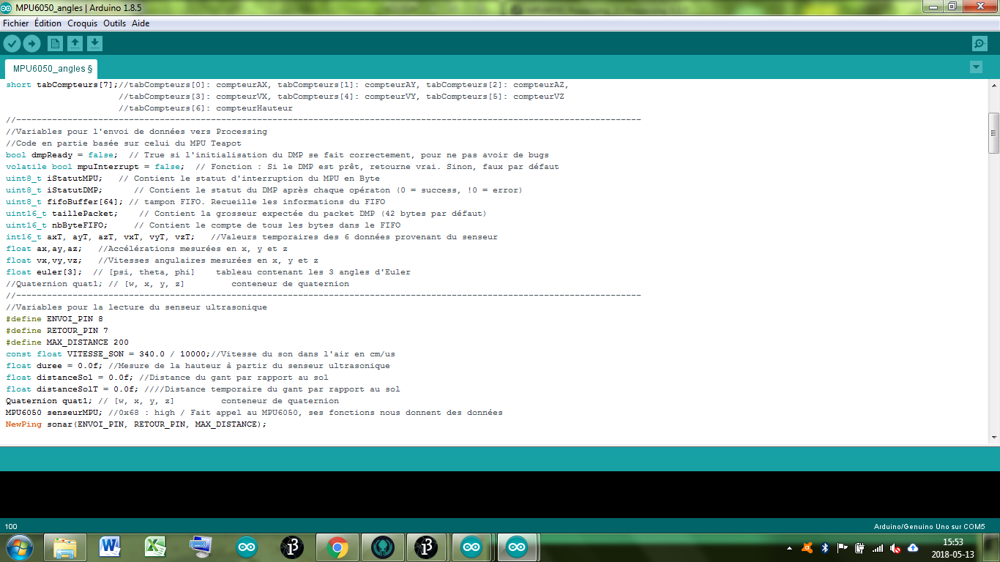 MPU6050_angles | Arduino 1.8.5
Fichier Édition Croquis Outils Aide
MPU6050_angles §
short tabCompteurs[7];//tabCompteurs[0]: compteurAX, tabCompteurs[1]: compteurAY, tabCompteurs[2]: compteurAZ,
//tabCompteurs[3]: compteurVX, tabCompteurs[4]: compteurVY, tabCompteurs[5]: compteurVZ
//tabCompteurs[6]: compteurHauteur
//--------------------------------------------------------------------------------------------------------------------------
//Variables pour l'envoi de données vers Processing
//Code en partie basée sur celui du MPU Teapot
bool dmpReady = false;  // True si l'initialisation du DMP se fait correctement, pour ne pas avoir de bugs
volatile bool mpuInterrupt = false;  // Fonction : Si le DMP est prêt, retourne vrai. Sinon, faux par défaut
uint8_t iStatutMPU;   // Contient le statut d'interruption du MPU en Byte
uint8_t iStatutDMP;      // Contient le statut du DMP après chaque opératon (0 = success, !0 = error)
uint8_t fifoBuffer[64]; // tampon FIFO. Recueille les informations du FIFO
uint16_t taillePacket;    // Contient la grosseur expectée du packet DMP (42 bytes par défaut)
uint16_t nbByteFIFO;     // Contient le compte de tous les bytes dans le FIFO
int16_t axT, ayT, azT, vxT, vyT, vzT;   //Valeurs temporaires des 6 données provenant du senseur
float ax,ay,az;   //Accélérations mesurées en x, y et z
float vx,vy,vz;   //Vitesses angulaires mesurées en x, y et z
float euler[3];  // [psi, theta, phi]    tableau contenant les 3 angles d'Euler
//Quaternion quat1; // [w, x, y, z]         conteneur de quaternion
//--------------------------------------------------------------------------------------------------------------------------
//Variables pour la lecture du senseur ultrasonique
#define ENVOI_PIN 8
#define RETOUR_PIN 7
#define MAX_DISTANCE 200
const float VITESSE_SON = 340.0 / 10000;//Vitesse du son dans l'air en cm/us
float duree = 0.0f; //Mesure de la hauteur à partir du senseur ultrasonique
float distanceSol = 0.0f; //Distance du gant par rapport au sol
float distanceSolT = 0.0f; ////Distance temporaire du gant par rapport au sol
Quaternion quat1; // [w, x, y, z]         conteneur de quaternion
MPU6050 senseurMPU; //0x68 : high / Fait appel au MPU6050, ses fonctions nous donnent des données
NewPing sonar(ENVOI_PIN, RETOUR_PIN, MAX_DISTANCE);
100
Arduino/Genuino Uno sur COM5
15:53
2018-05-13